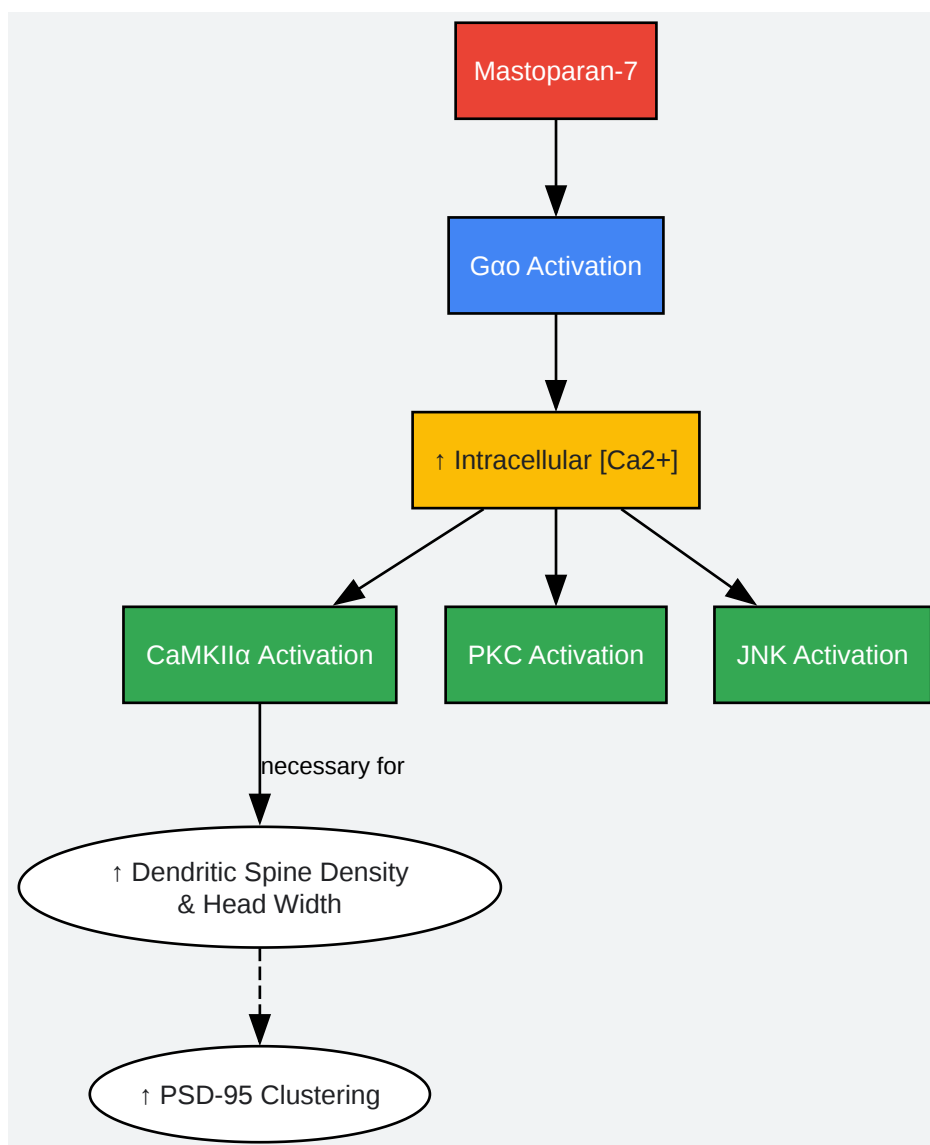 Mastoparan-7
Gαo Activation
↑ Intracellular [Ca2+]
CaMKIIα Activation
PKC Activation
JNK Activation
necessary for
↑ Dendritic Spine Density
& Head Width
↑ PSD-95 Clustering